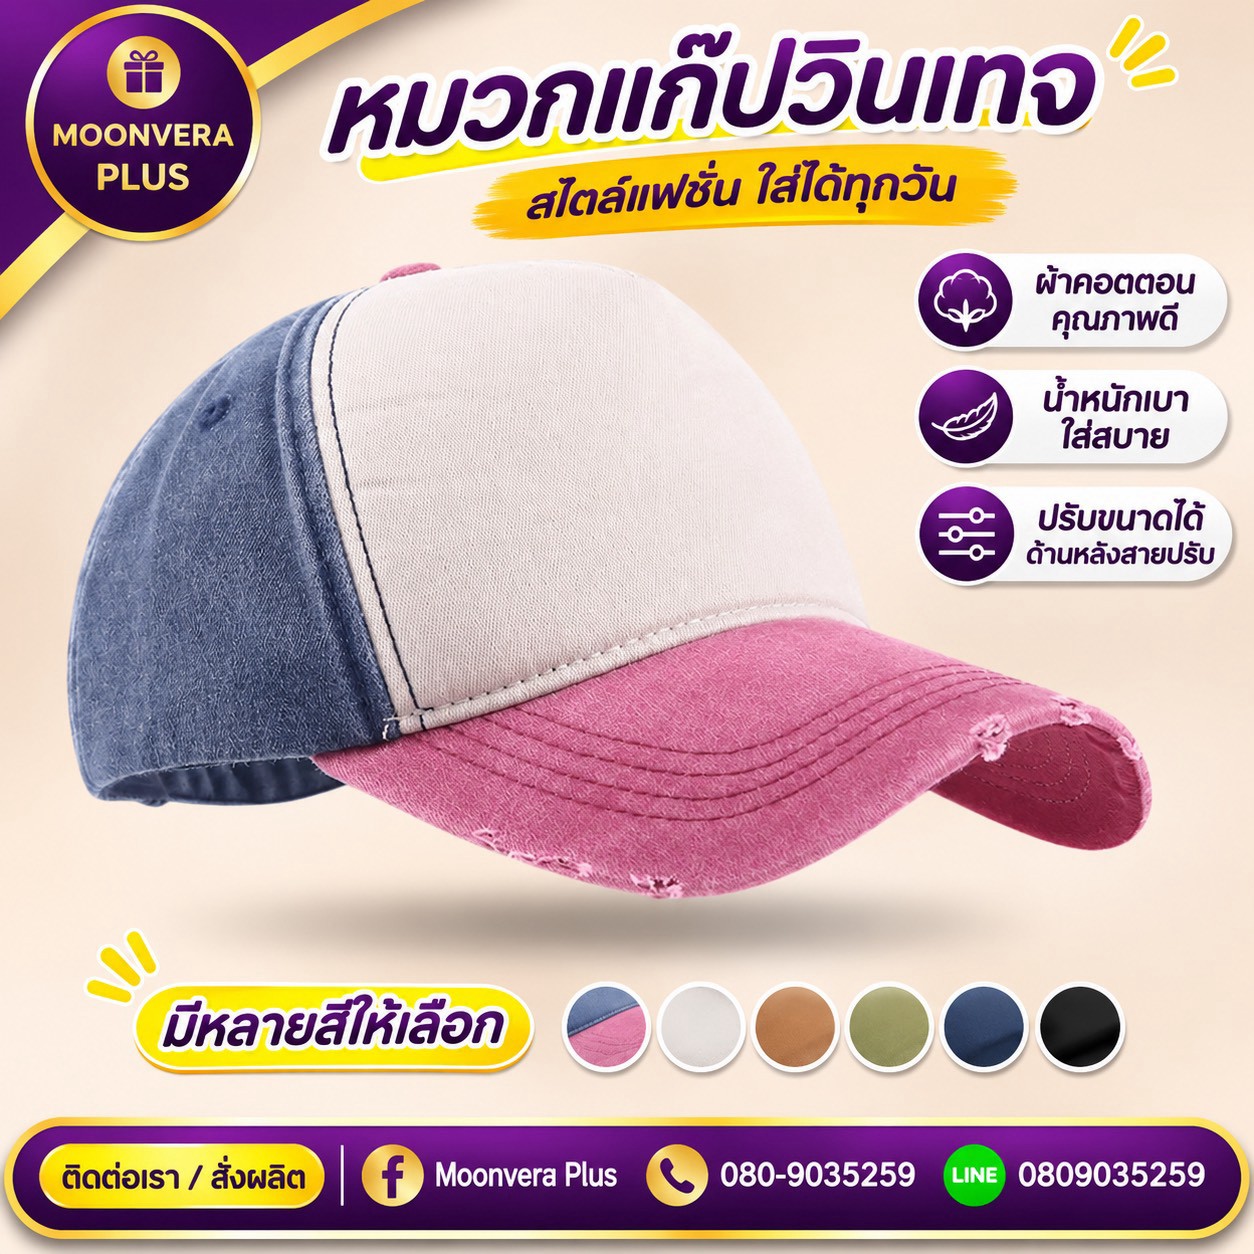 MOONVERA
PLUS
หมวกแก๊ปวินเทจ
สไตล์แฟชั่น ใส่ได้ทุกวัน
ผ้าคอตตอน
คุณภาพดี
น้ำหนักเบา
ใส่สบาย
ปรับขนาดได้
ด้านหลังสายปรับ
มีหลายสีให้เลือก
ติดต่อเรา / สั่งผลิต
Moonvera Plus
080-9035259
LINE
0809035259